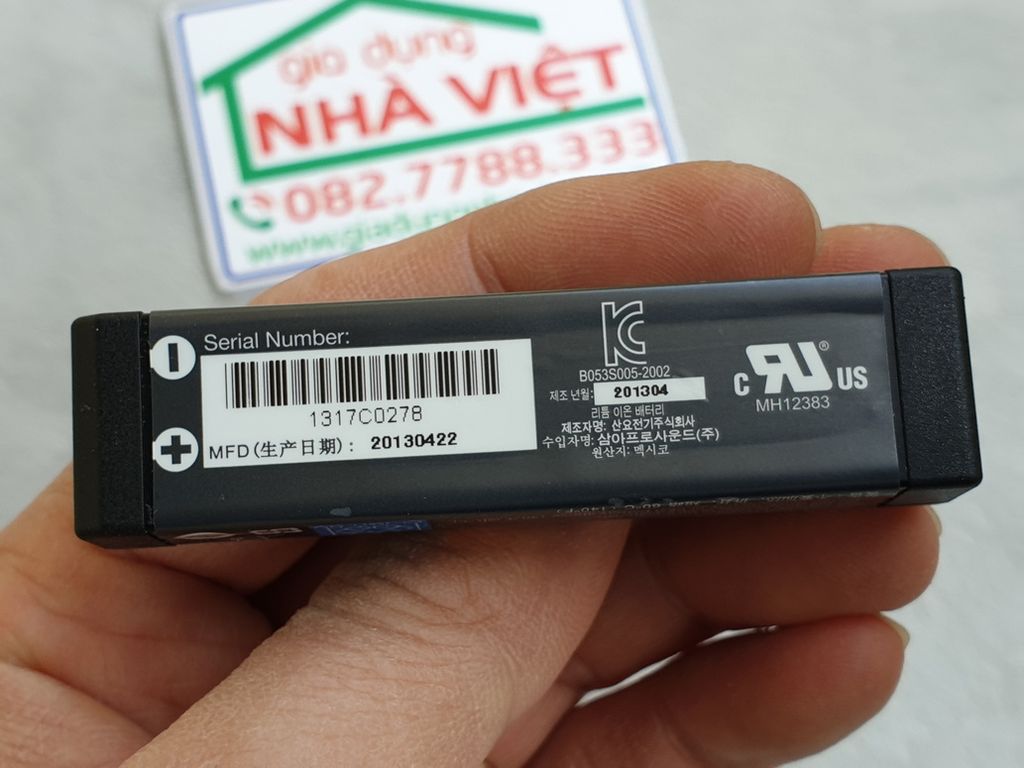 gia dụng
NHÀ VIỆT
082.7788.333
Serial Number:
1317C0278
MFD (生产日期) : 20130422
B053S005-2002
제조 년월: 201304
리튬 이온 배터리
제조자명: 산요전기주식회사
수입자명: 삼아프로사운드(주)
원산지: 멕시코
C RU ® US
MH12383